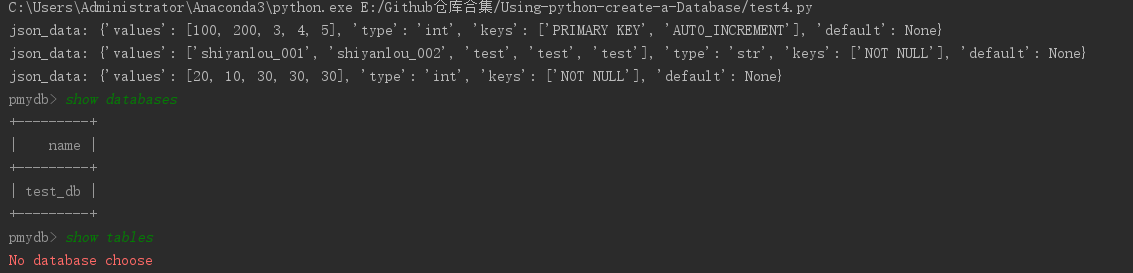 C:\Users\Administrator\Anaconda3\python.exe E:/Github仓库合集/Using-python-create-a-Database/test4.py
json_data: {'values': [100, 200, 3, 4, 5], 'type': 'int', 'keys': ['PRIMARY KEY', 'AUTO_INCREMENT'], 'default': None}
json_data: {'values': ['shiyanlou_001', 'shiyanlou_002', 'test', 'test', 'test'], 'type': 'str', 'keys': ['NOT NULL'], 'default': None}
json_data: {'values': [20, 10, 30, 30, 30], 'type': 'int', 'keys': ['NOT NULL'], 'default': None}
pmydb> show databases
+---------+
|    name |
+---------+
| test_db |
+---------+
pmydb> show tables
No database choose